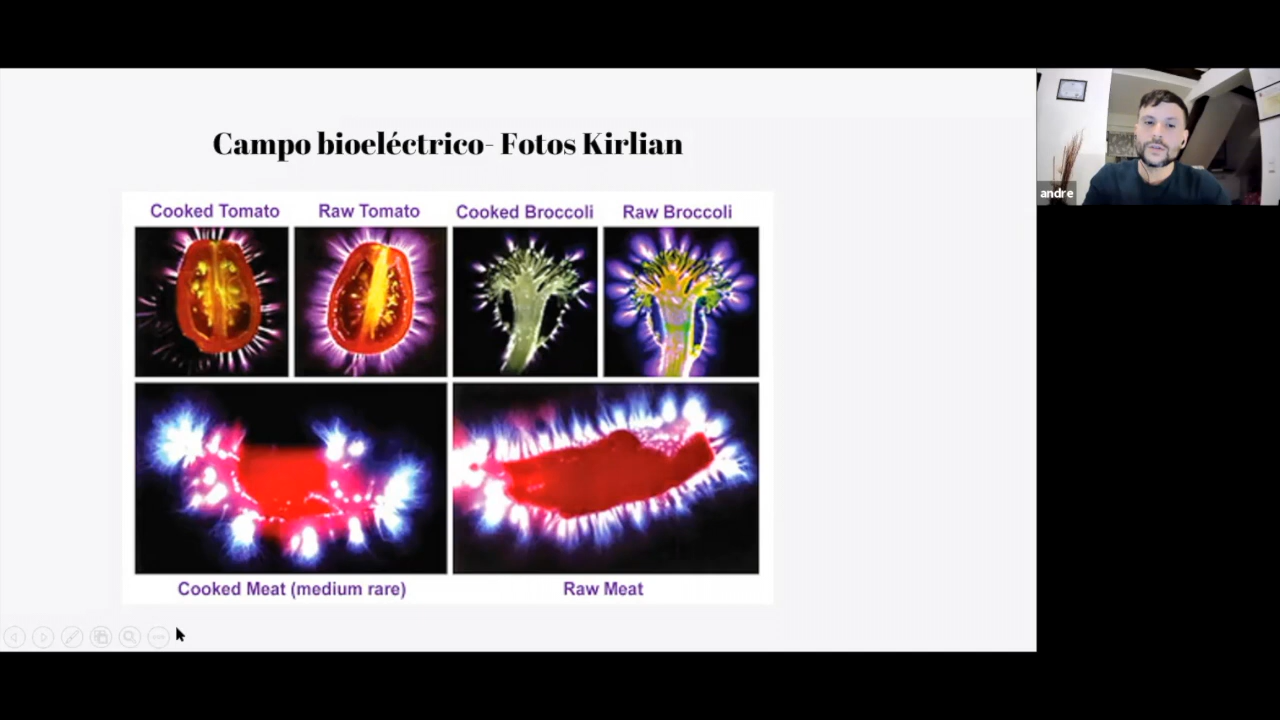 Campo bioeléctrico- Fotos Kirlian
Cooked Tomato
Raw Tomato
Cooked Broccoli
Raw Broccoli
Cooked Meat (medium rare)
Raw Meat
andre